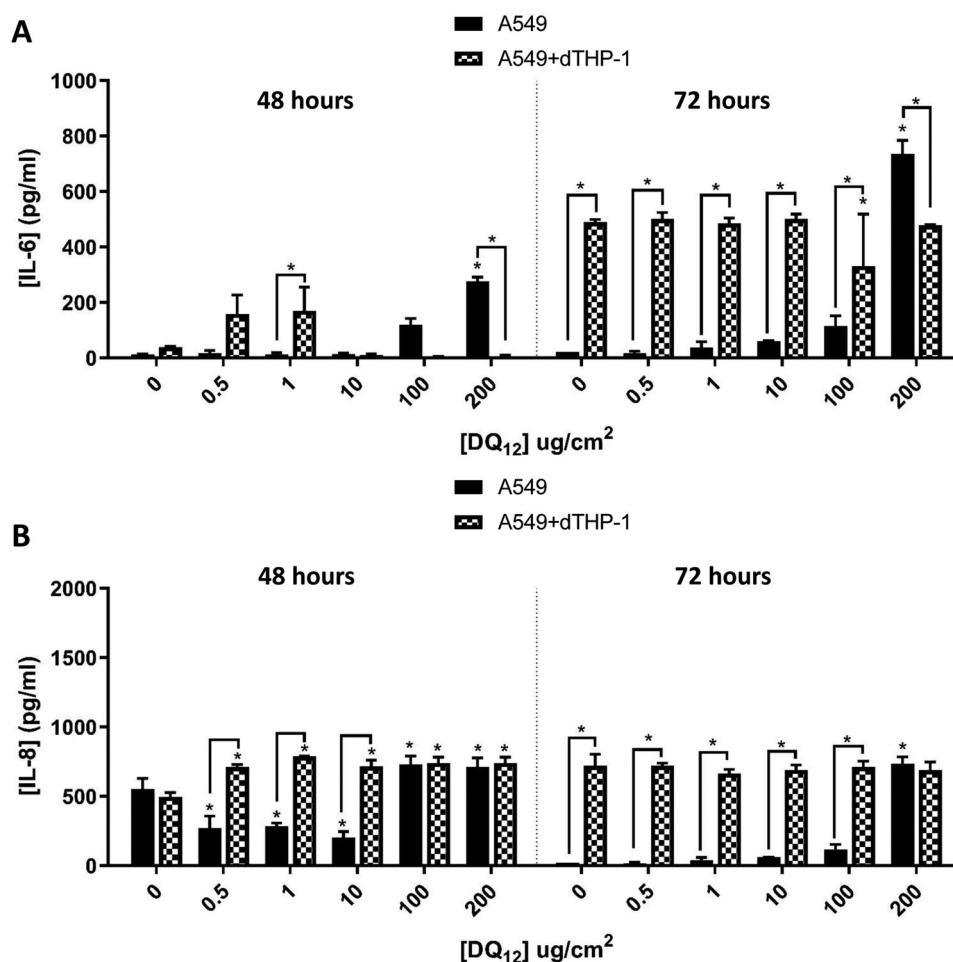 A
A549
A549+dTHP-1
48 hours
72 hours
[IL-6] (pg/ml)
1000
800
600
400
200
0
* * * * * * * * * * *
0 0.5 1 10 100 200 0 0.5 1 10 100 200
[DQ12] ug/cm2
B
A549
A549+dTHP-1
48 hours
72 hours
[IL-8] (pg/ml)
2000
1500
1000
500
0
* * * * * * * * * * * * * * * *
0 0.5 1 10 100 200 0 0.5 1 10 100 200
[DQ12] ug/cm2